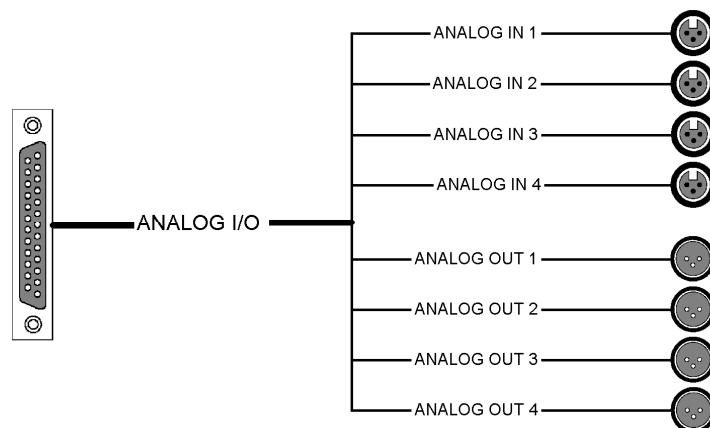 ANALOG IN 1
ANALOG IN 2
ANALOG IN 3
ANALOG IN 4
ANALOG I/O
ANALOG OUT 1
ANALOG OUT 2
ANALOG OUT 3
ANALOG OUT 4